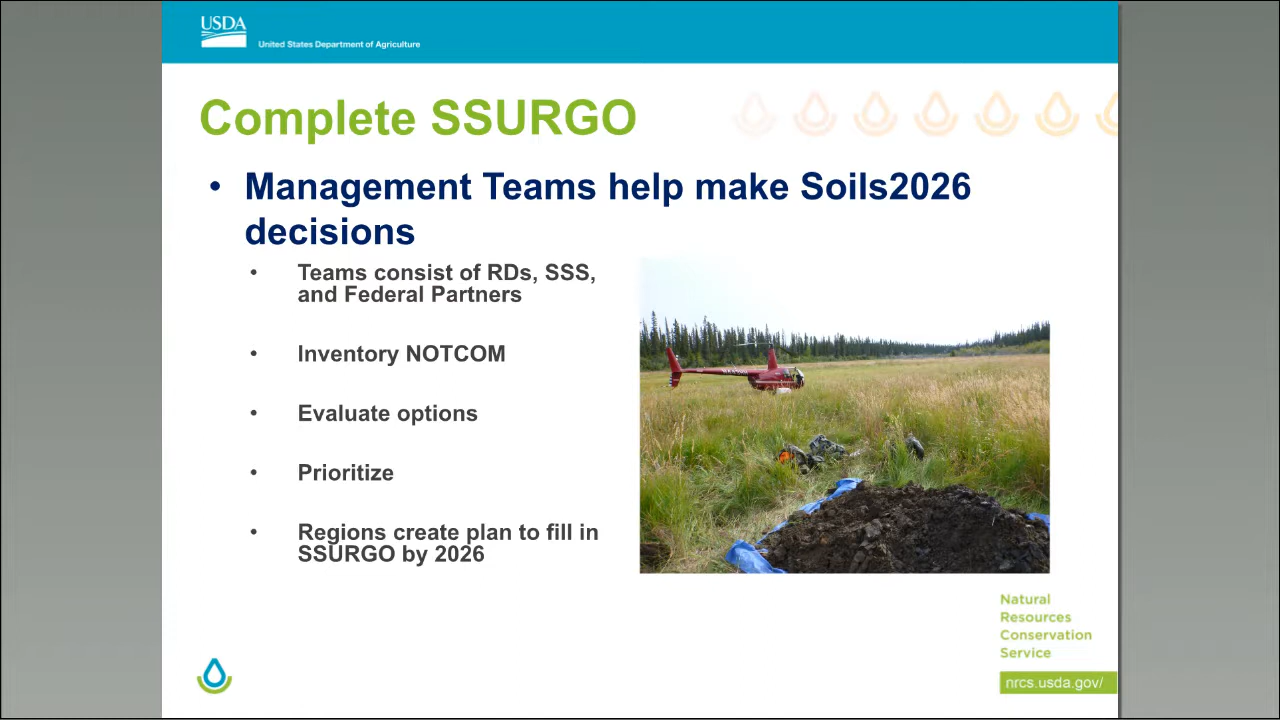 USDA
United States Department of Agriculture
Complete SSURGO
• Management Teams help make Soils2026
decisions
• Teams consist of RDs, SSS,
and Federal Partners
• Inventory NOTCOM
• Evaluate options
• Prioritize
• Regions create plan to fill in
SSURGO by 2026
Natural
Resources
Conservation
Service
nrcs.usda.gov/